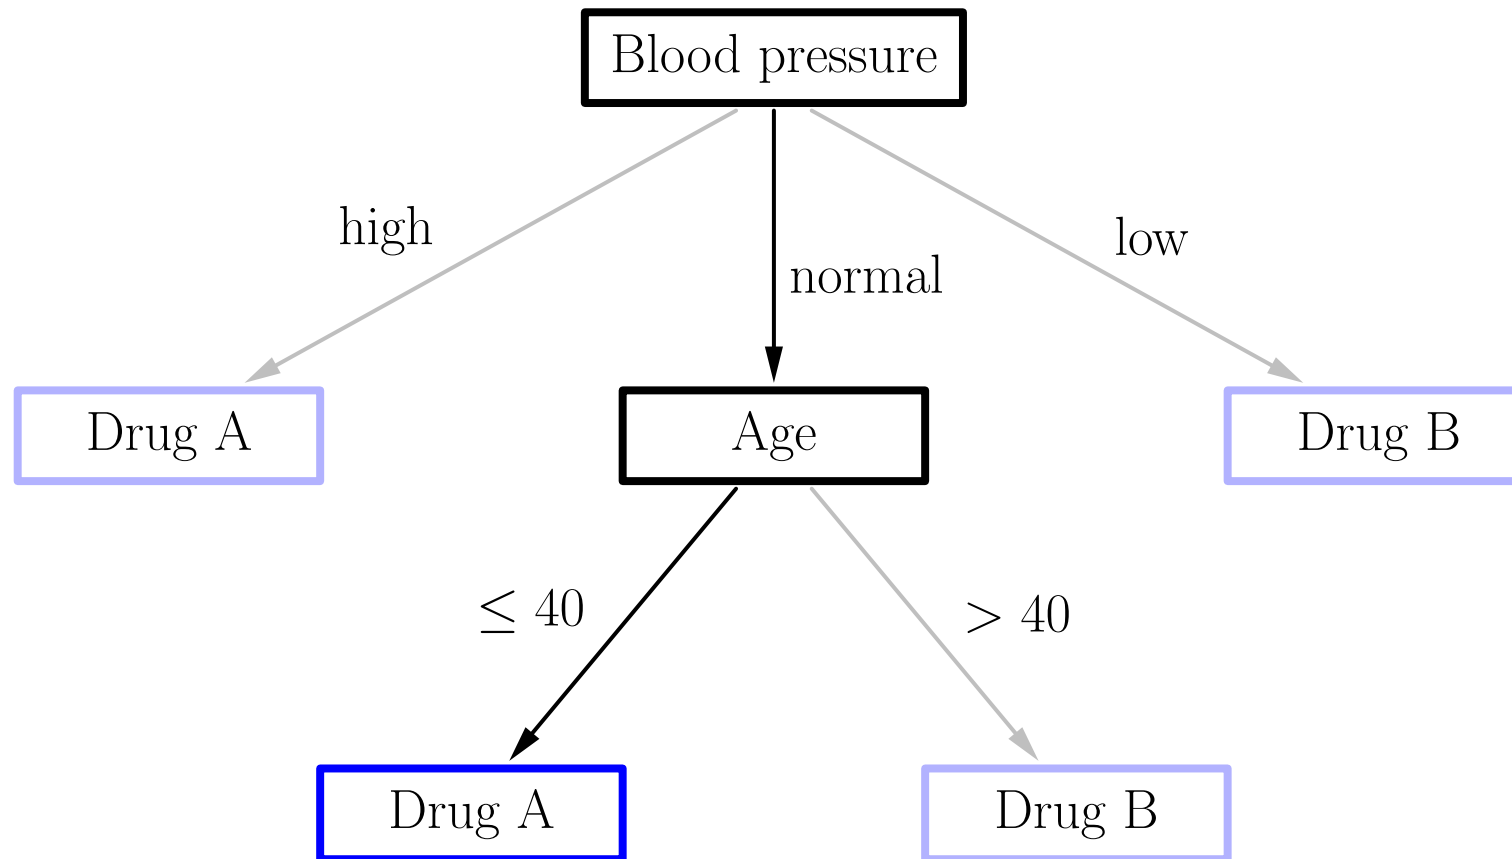 Blood pressure
high
low
normal
Drug A
Age
Drug B
≤ 40
> 40
Drug A
Drug B